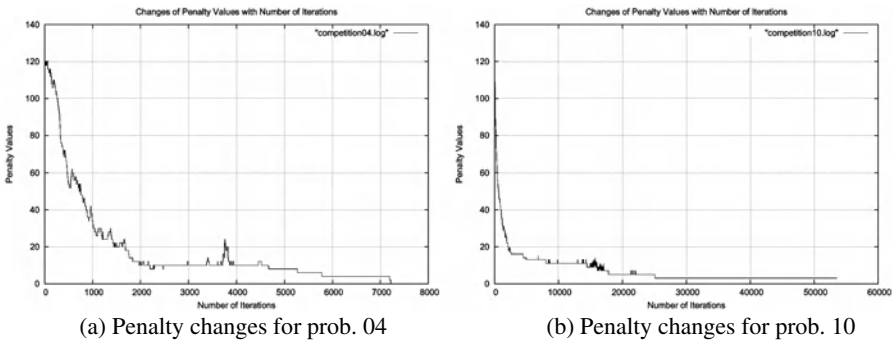 Changes of Penalty Values with Number of Iterations
140
120
100
80
60
40
20
0
Penalty Values
"competition04.log"
0 1000 2000 3000 4000 5000 6000 7000 8000
Number of Iterations
(a) Penalty changes for prob. 04
Changes of Penalty Values with Number of Iterations
140
120
100
80
60
40
20
0
Penalty Values
"competition10.log"
0 10000 20000 30000 40000 50000 60000
Number of Iterations
(b) Penalty changes for prob. 10